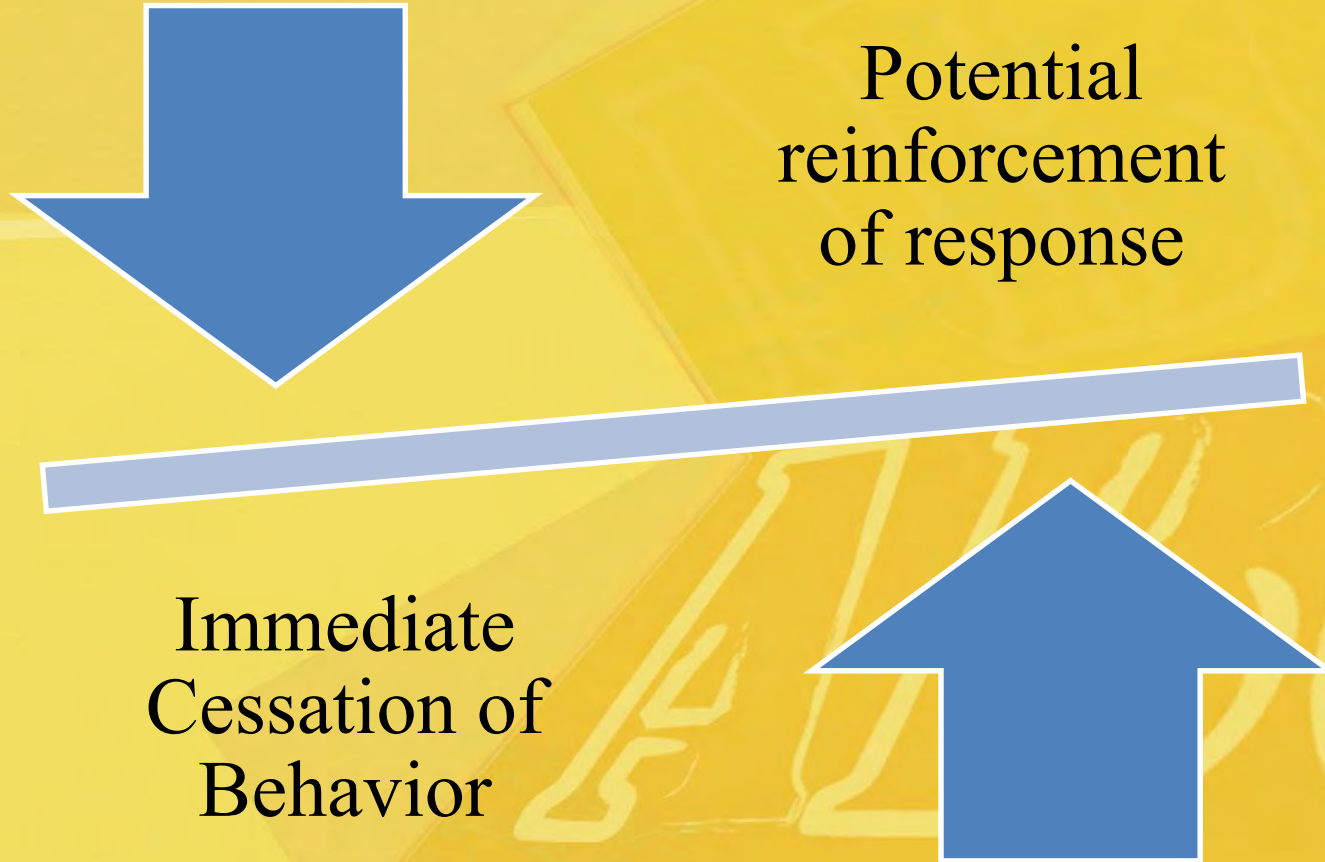 Potential
reinforcement
of response
Immediate
Cessation of
Behavior